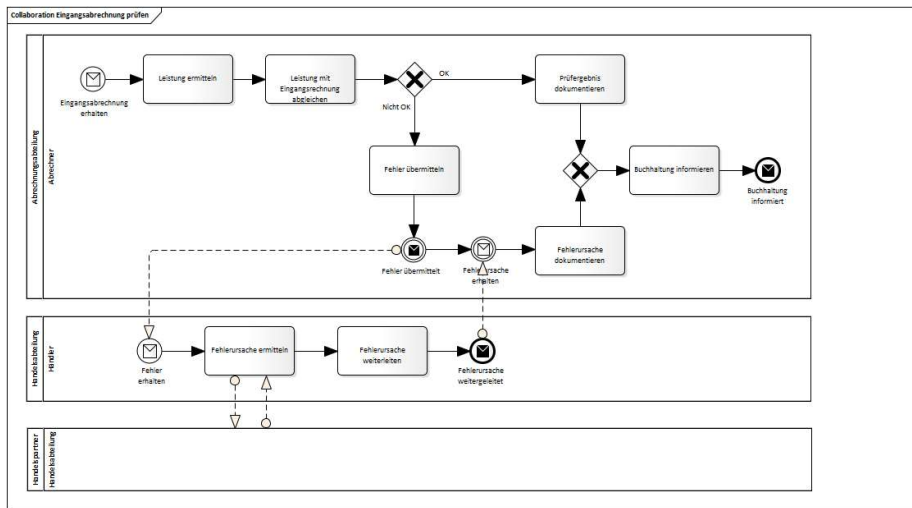 Collaboration Eingangsabrechnung prüfen
Abrechnungsabteilung
Abrechner
Eingangsabrechnung
erhalten
Leistung ermitteln
Leistung mit
Eingangsrechnung
abgleichen
OK
Nicht OK
Prüfergebnis
dokumentieren
Fehler übermitteln
Buchhaltung informieren
Buchhaltung
informiert
Fehler übermittelt
Fehlerursache
erhalten
Fehlerursache
dokumentieren
Handelsabteilung
Händler
Fehler
erhalten
Fehlerursache ermitteln
Fehlerursache
weiterleiten
Fehlerursache
weitergeleitet
Handelspartner
Handelsabteilung